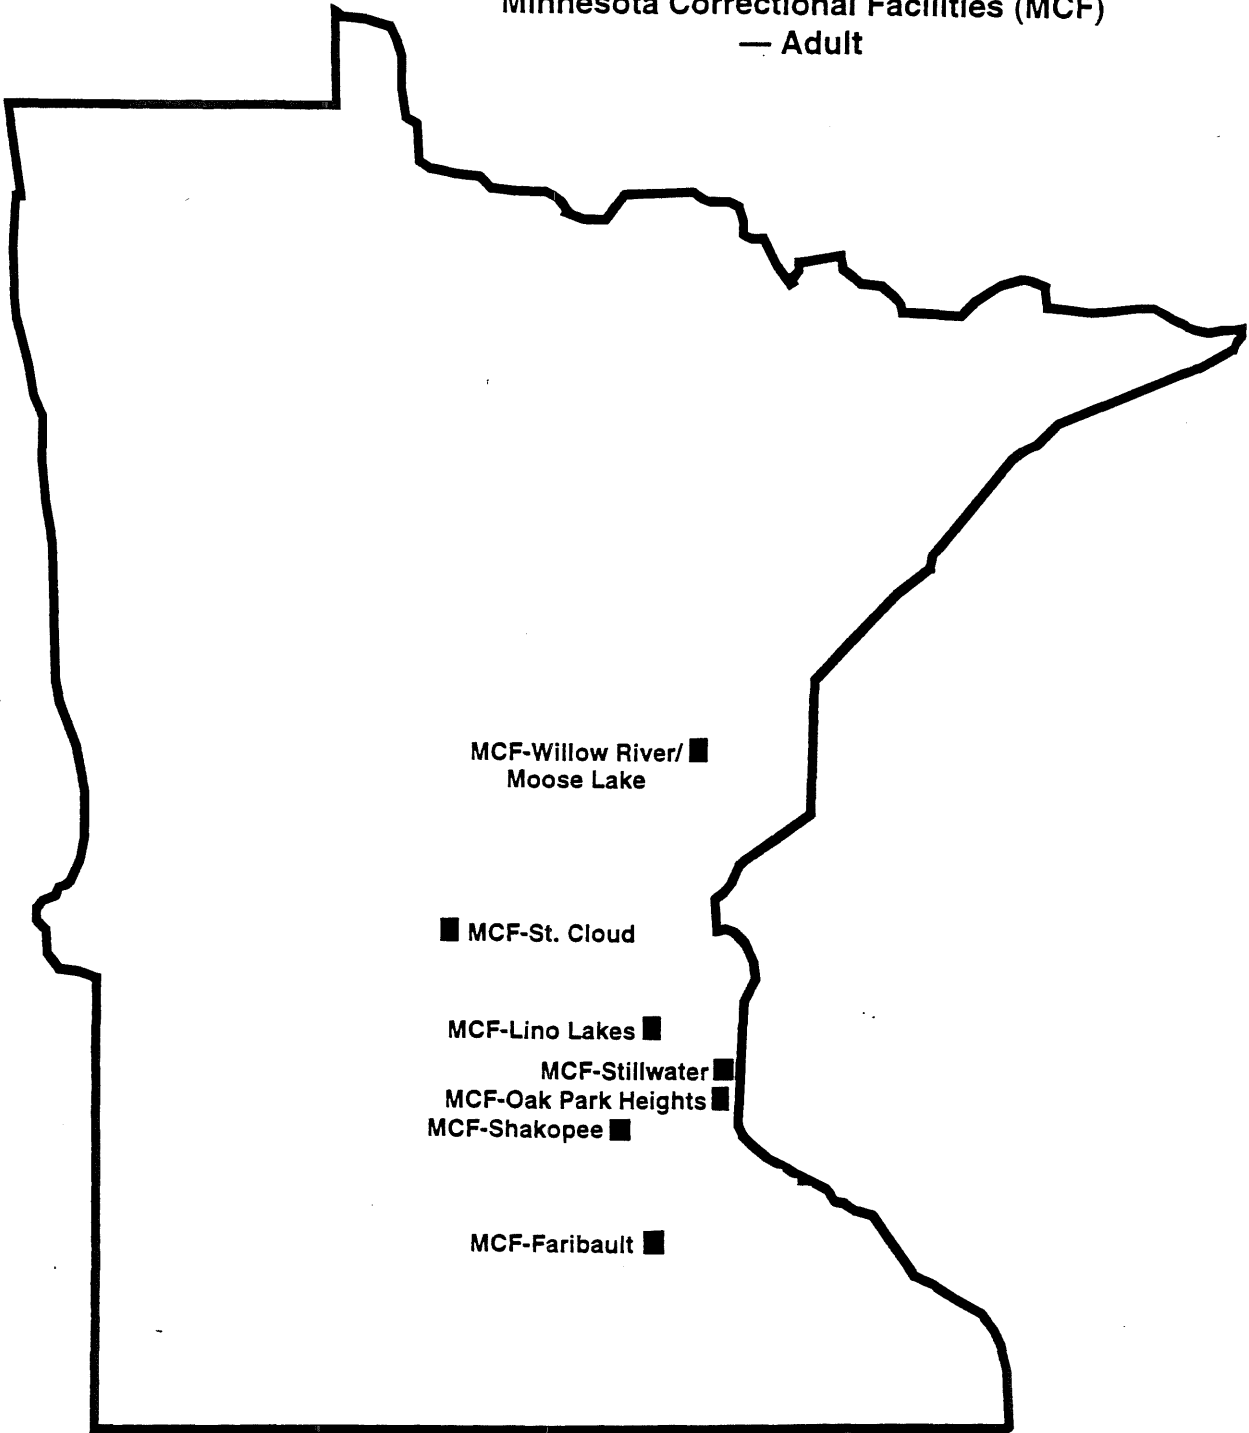 Minnesota Correctional Facilities (MCF)
— Adult
MCF-Willow River/
Moose Lake
MCF-St. Cloud
MCF-Lino Lakes
MCF-Stillwater
MCF-Oak Park Heights
MCF-Shakopee
MCF-Faribault